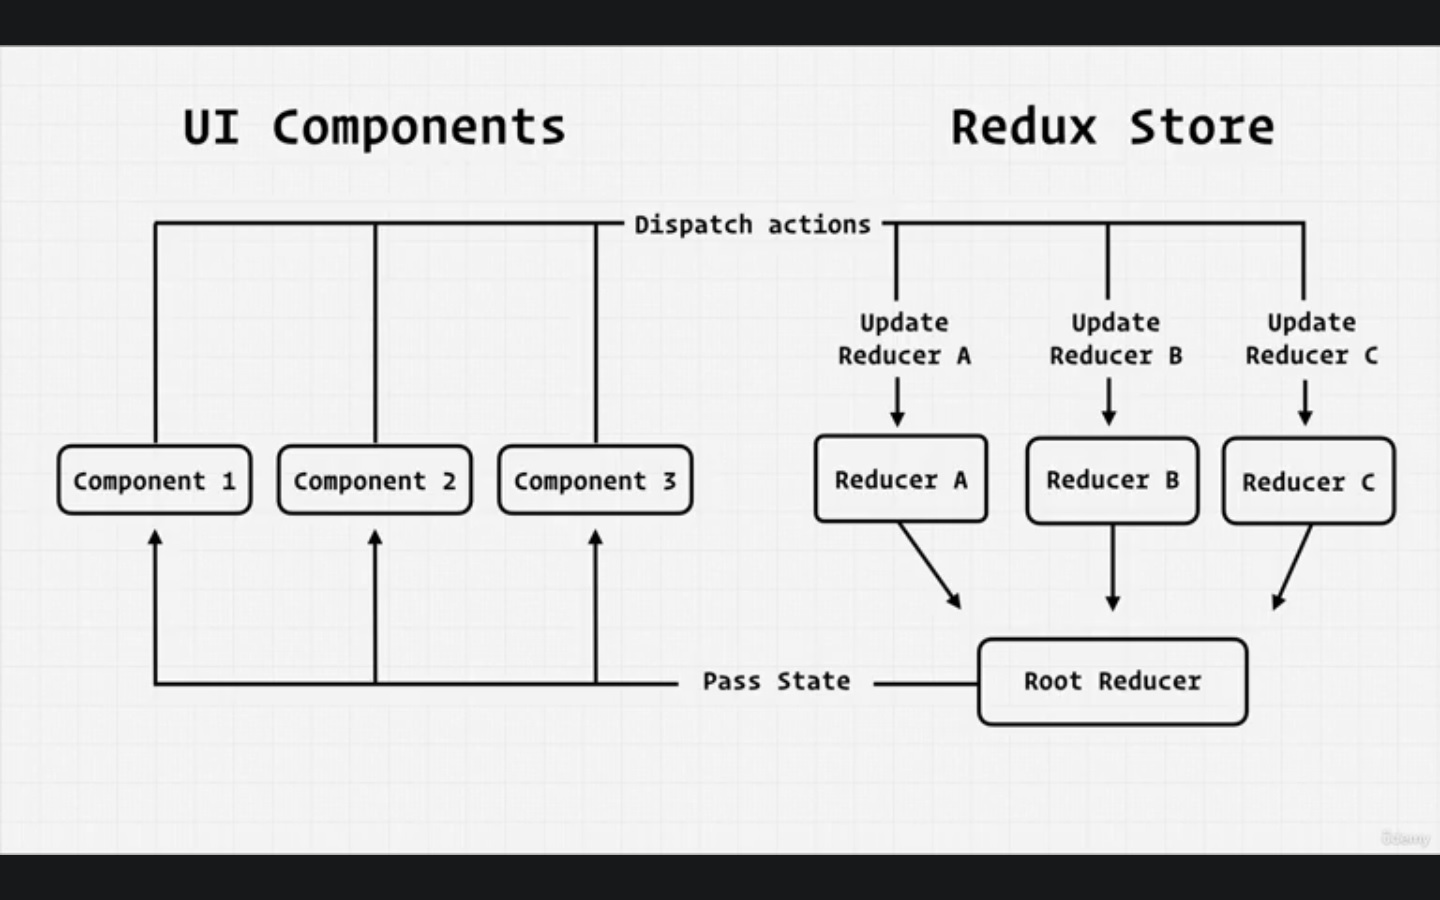 UI Components
Redux Store
Dispatch actions
Update
Reducer A
Update
Reducer B
Update
Reducer C
Component 1
Component 2
Component 3
Reducer A
Reducer B
Reducer C
Pass State
Root Reducer
ûdemy